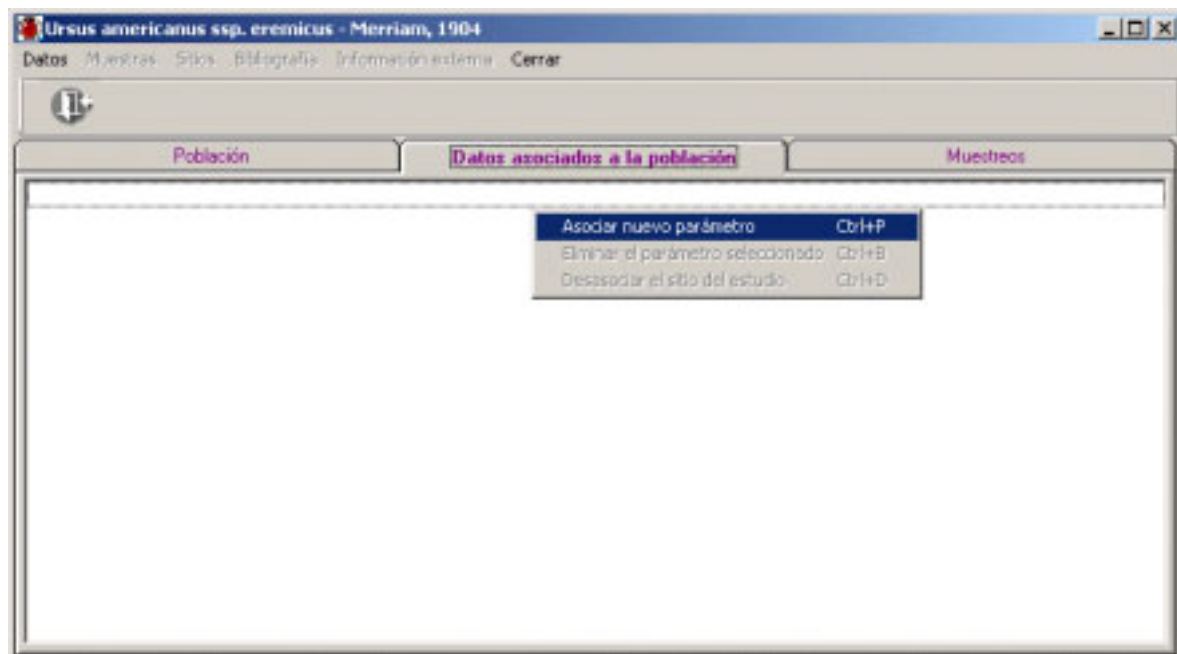 Ursus americanus ssp. eremicus - Merriam, 1904
Datos Muestras Sitios Bibliografía Información externa Cerrar
Población Datos asociados a la población Muestreos
Asociar nuevo parámetro Ctrl+P
Eliminar el parámetro seleccionado Ctrl+B
Desasociar el sitio del estudio Ctrl+D